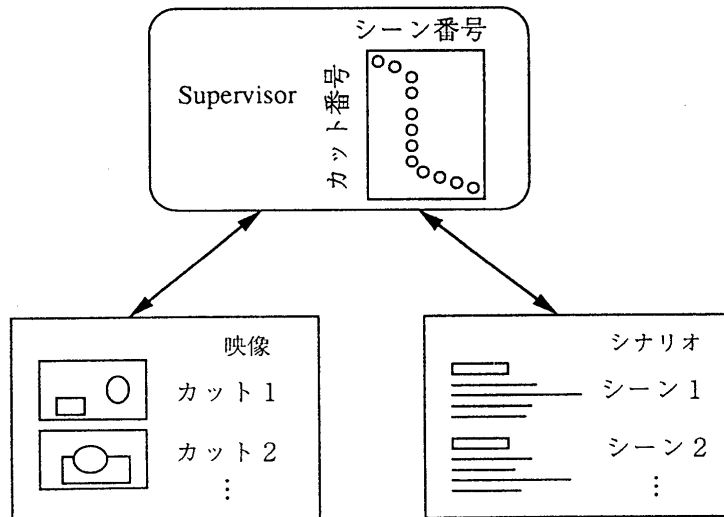 シーン番号
Supervisor
カット番号
映像
カット1
カット2
⋮
シナリオ
シーン1
シーン2
⋮